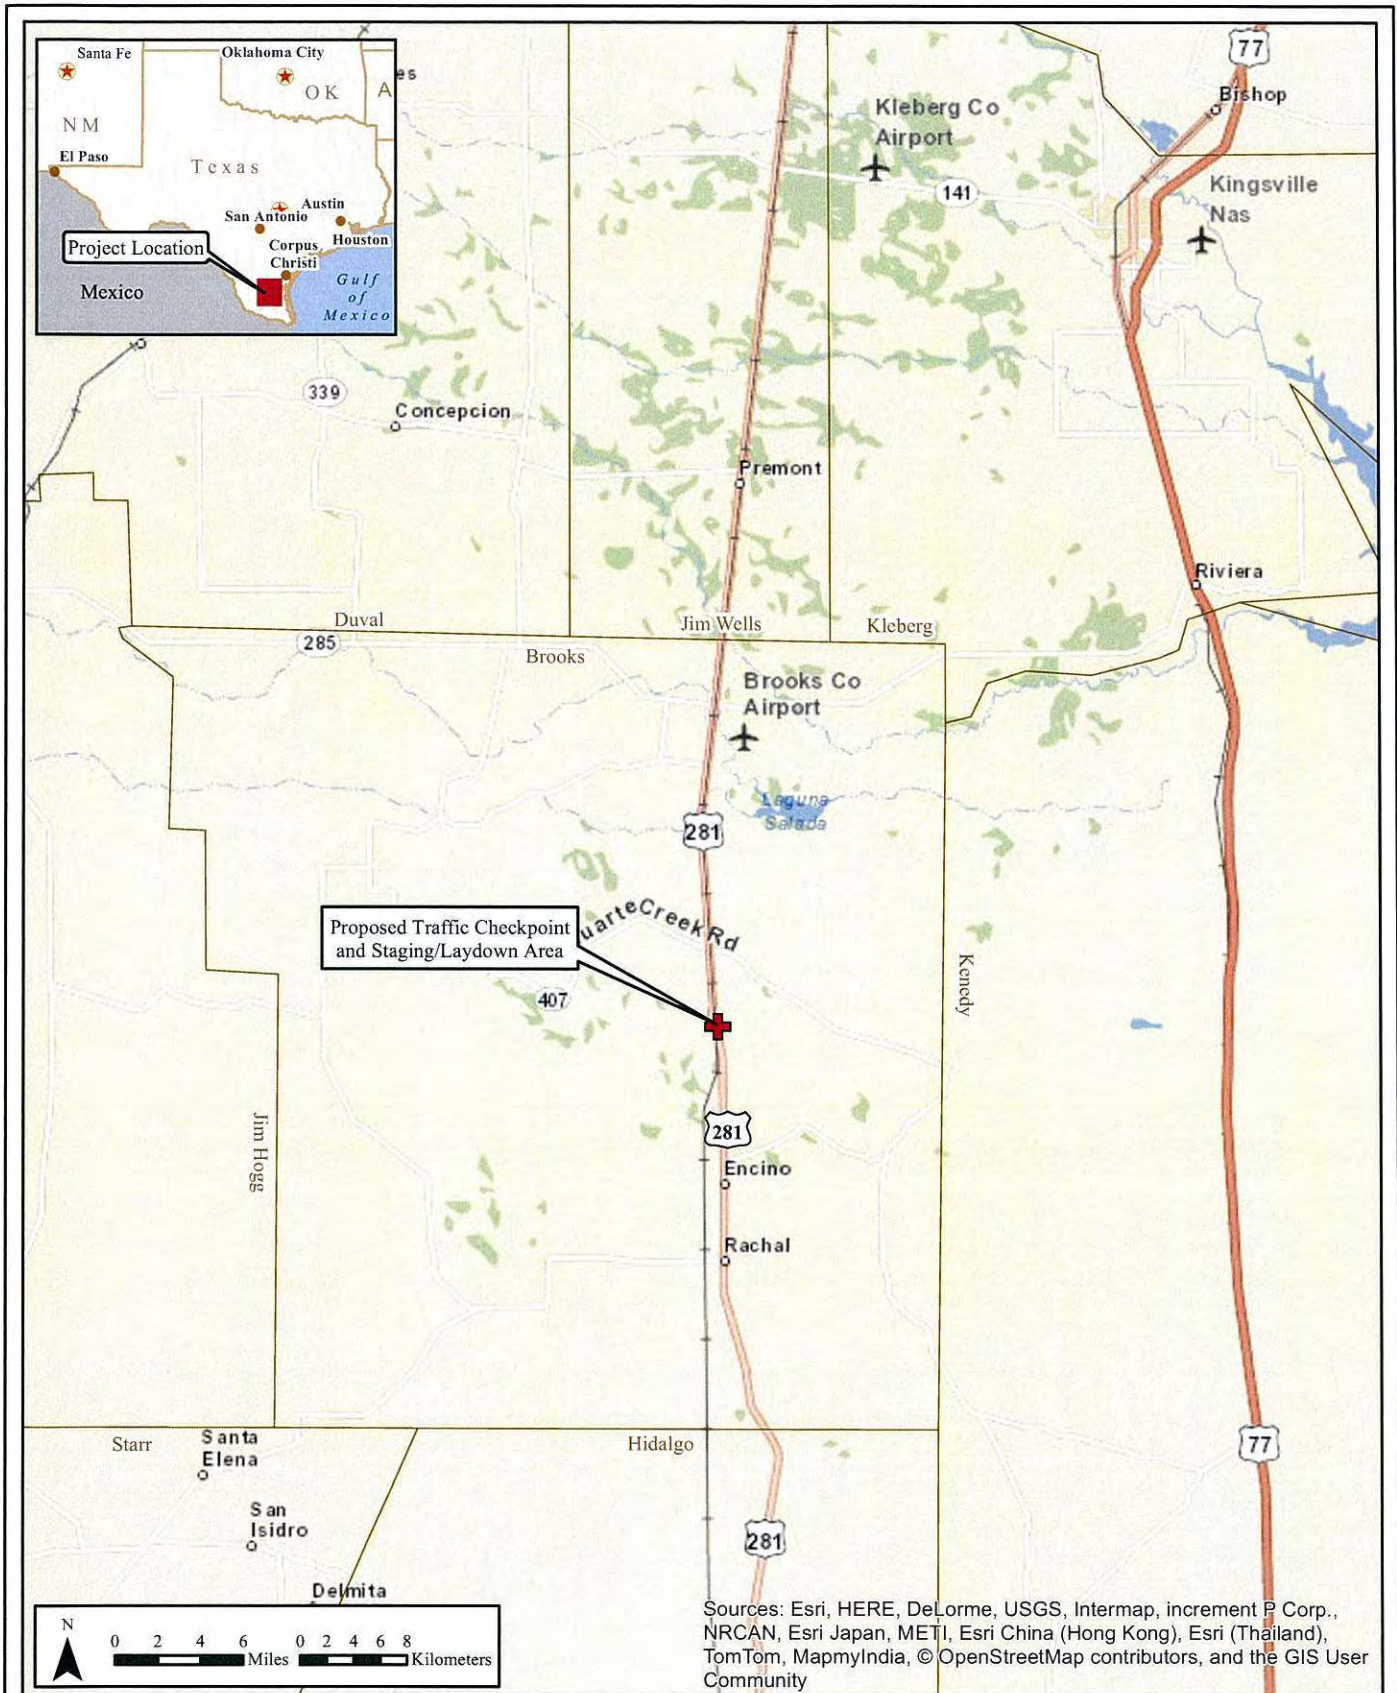 Santa Fe
Oklahoma City
OK
A
NM
El Paso
Texas
Austin
San Antonio
Houston
Corpus
Christi
Project Location
Mexico
Gulf
of
Mexico
es
77
Bishop
Kleberg Co
Airport
141
Kingsville
Nas
339
Concepcion
Premont
Riviera
Duval
Jim Wells
Kleberg
285
Brooks
Brooks Co
Airport
Laguna
Salada
281
uarteCreekRd
Proposed Traffic Checkpoint
and Staging/Laydown Area
407
Kenedy
Jim Hogg
281
Encino
Rachal
Starr
Santa
Elena
Hidalgo
77
San
Isidro
281
Delmita
N
0 2 4 6
Miles
0 2 4 6 8
Kilometers
Sources: Esri, HERE, DeLorme, USGS, Intermap, increment P Corp.,
NRCAN, Esri Japan, METI, Esri China (Hong Kong), Esri (Thailand),
TomTom, MapmyIndia, © OpenStreetMap contributors, and the GIS User
Community